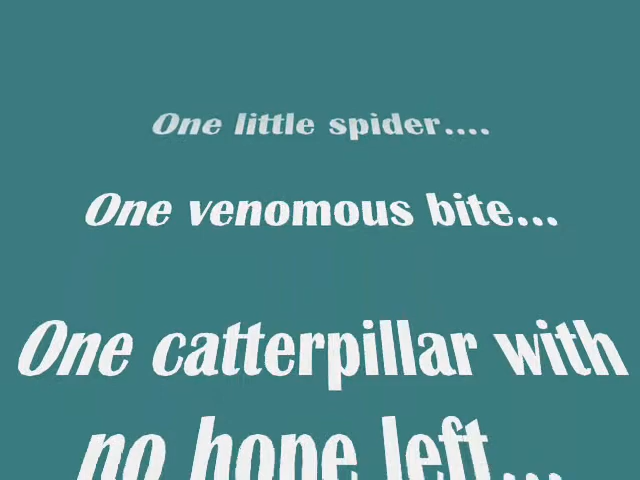 One little spider....
One venomous bite...
One catterpillar with
no hope left...